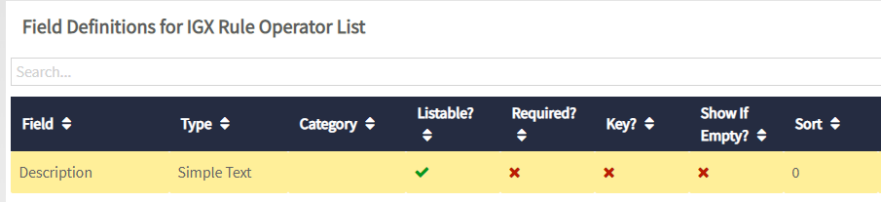 Field Definitions for IGX Rule Operator List
Search...
Field Type Category Listable? Required? Key? Show If Empty? Sort
Description Simple Text 0